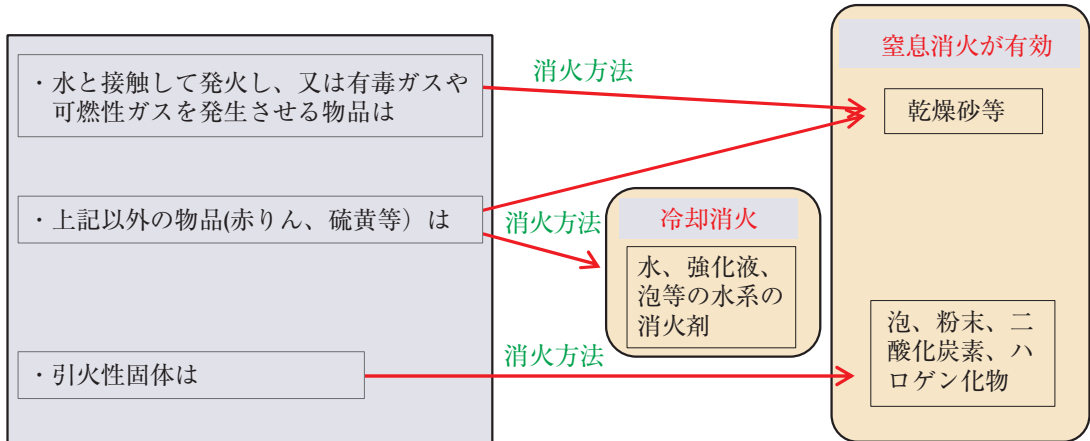 ・水と接触して発火し、又は有毒ガスや
可燃性ガスを発生させる物品は
消火方法
窒息消火が有効
乾燥砂等
・上記以外の物品(赤りん、硫黄等）は
消火方法
冷却消火
水、強化液、
泡等の水系の
消火剤
・引火性固体は
消火方法
泡、粉末、二
酸化炭素、ハ
ロゲン化物